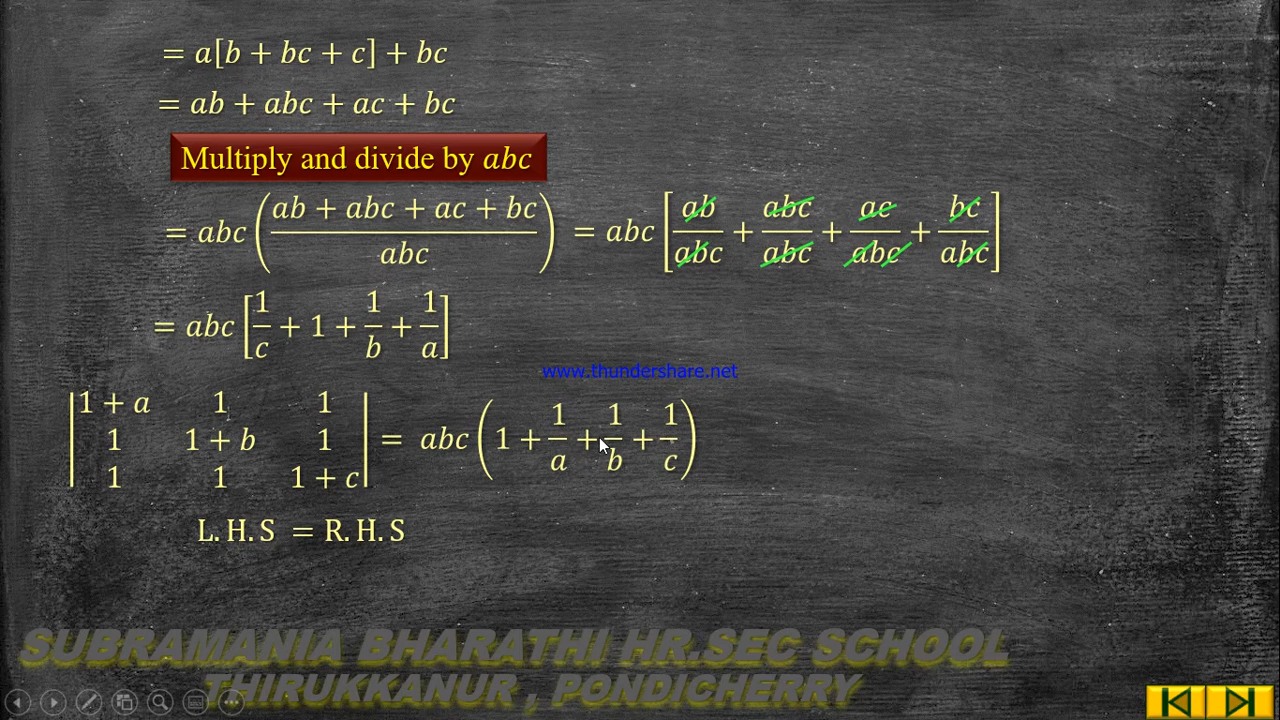 = a[b + bc + c] + bc
= ab + abc + ac + bc
Multiply and divide by abc
= abc ( (ab + abc + ac + bc) / abc ) = abc [ ab/abc + abc/abc + ac/abc + bc/abc ]
= abc [ 1/c + 1 + 1/b + 1/a ]
www.thundershare.net
| 1 + a 1 1 |
| 1 1 + b 1 | = abc ( 1 + 1/a + 1/b + 1/c )
| 1 1 1 + c |
L.H.S = R.H.S
SUBRAMANIA BHARATHI HR.SEC SCHOOL
THIRUKKANUR , PONDICHERRY